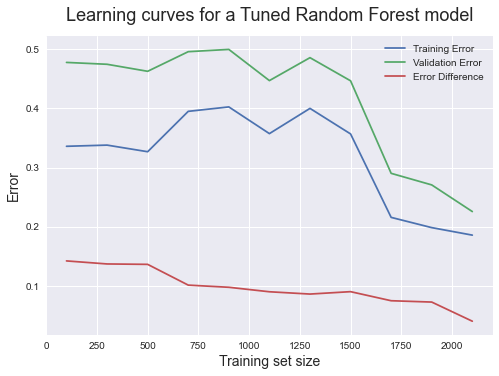 Learning curves for a Tuned Random Forest model
Training Error
Validation Error
Error Difference
0.5
0.4
0.3
0.2
0.1
Error
0 250 500 750 1000 1250 1500 1750 2000
Training set size